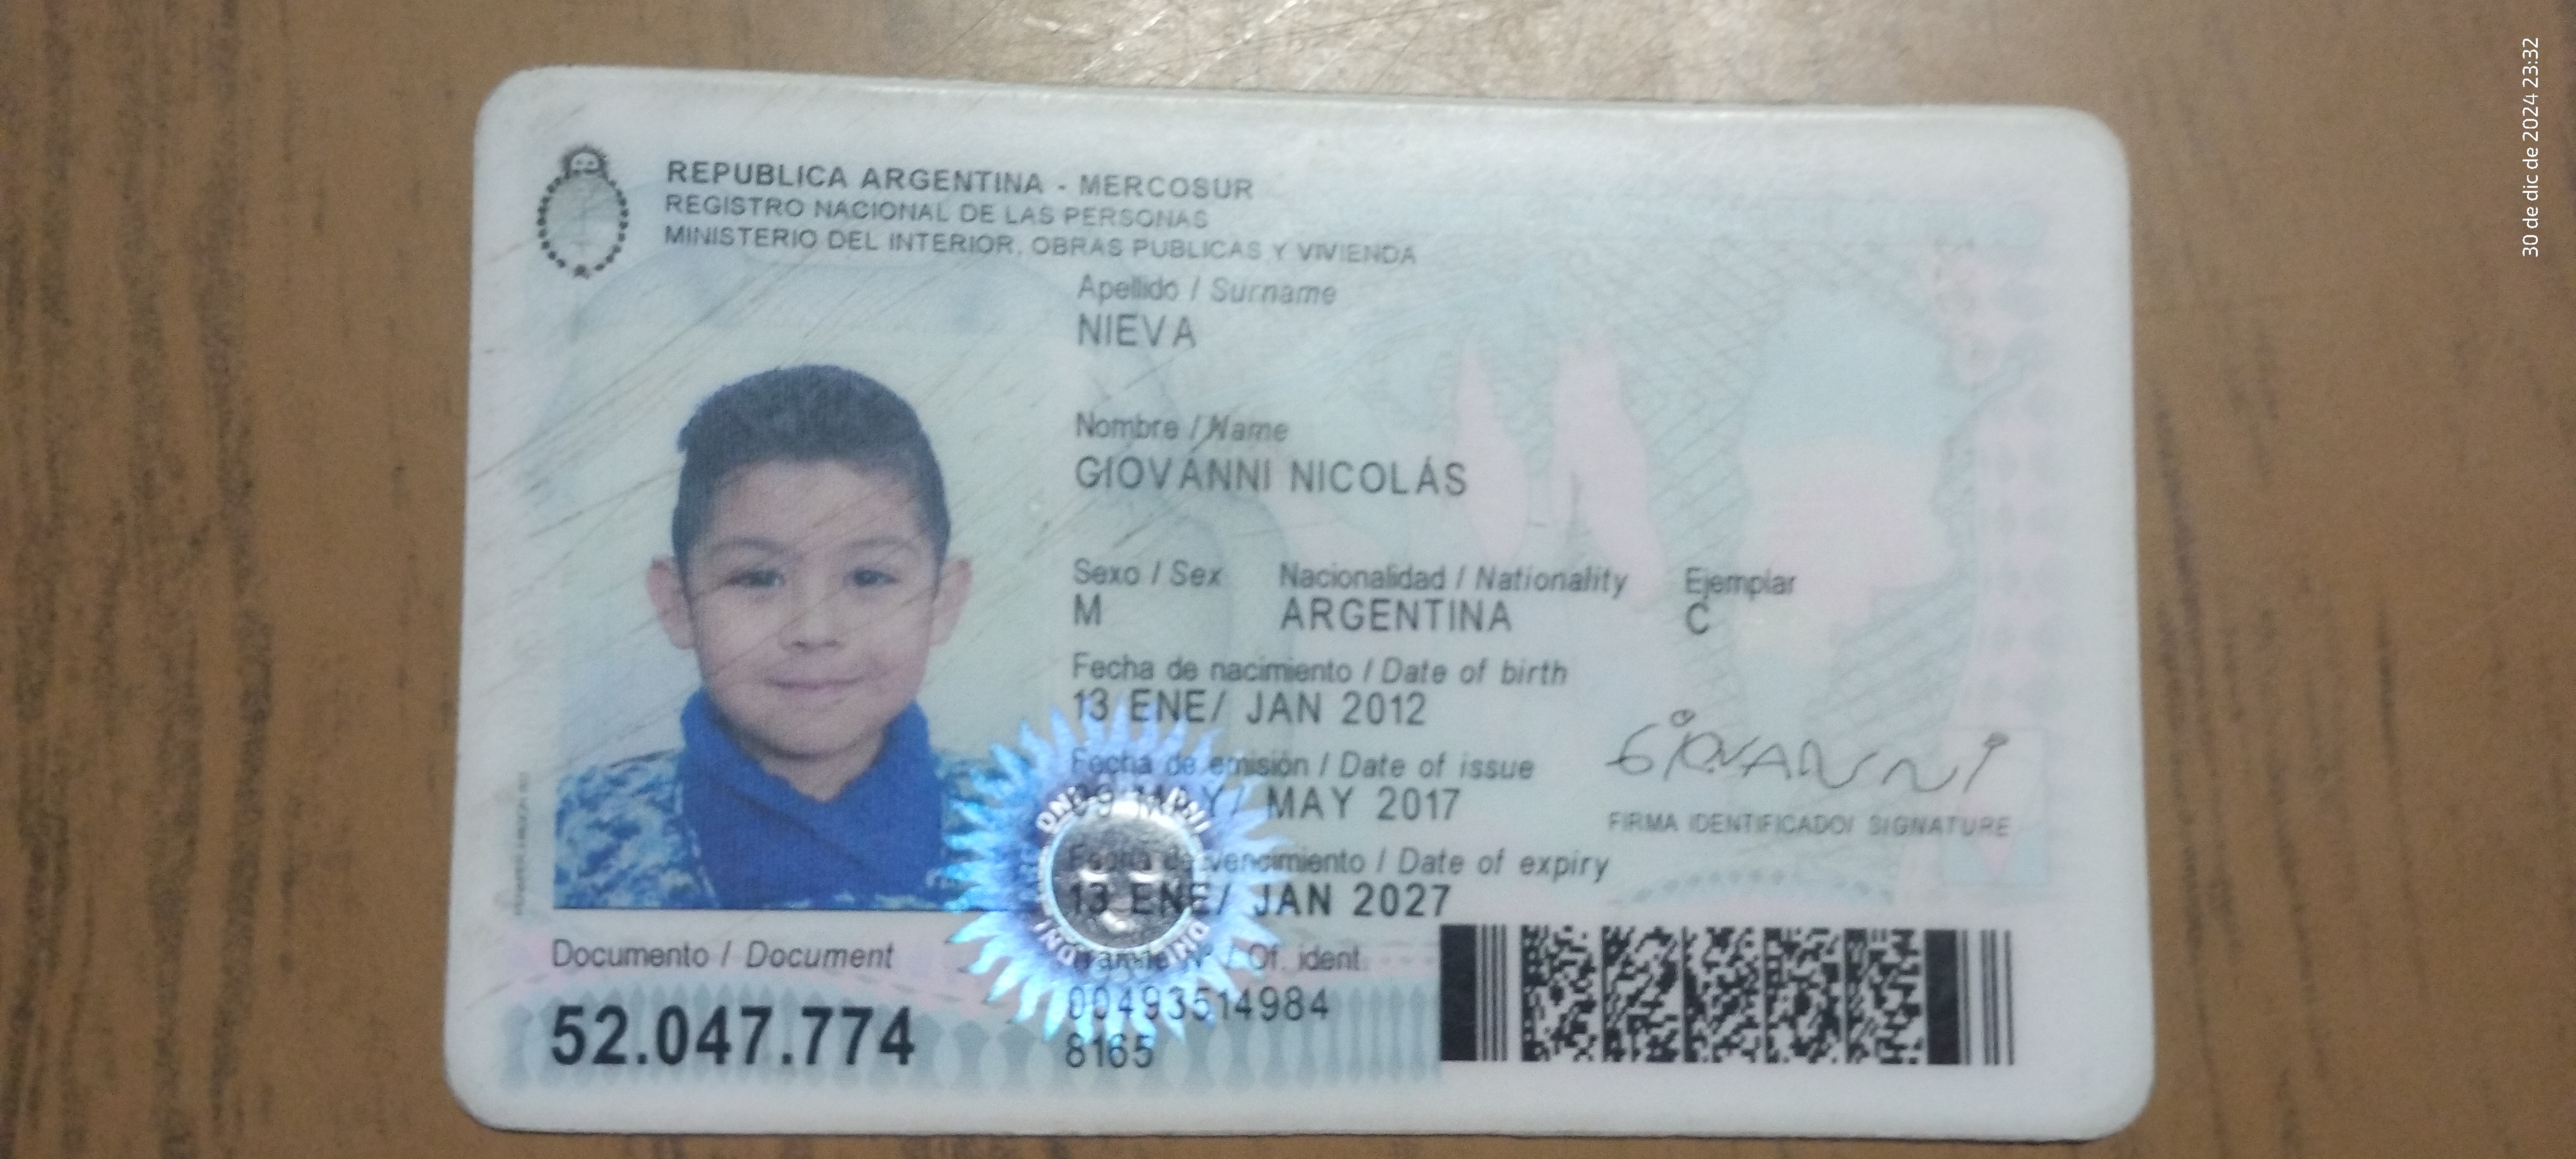 REPUBLICA ARGENTINA - MERCOSUR
REGISTRO NACIONAL DE LAS PERSONAS
MINISTERIO DEL INTERIOR, OBRAS PUBLICAS Y VIVIENDA
Apellido / Surname
NIEVA
Nombre / Name
GIOVANNI NICOLÁS
Sexo / Sex Nacionalidad / Nationality Ejemplar
M ARGENTINA C
Fecha de nacimiento / Date of birth
13 ENE/ JAN 2012
Fecha de emisión / Date of issue
MAY / MAY 2017
Giovanni
Fecha de vencimiento / Date of expiry
13 ENE/ JAN 2027
FIRMA IDENTIFICADO/ SIGNATURE
Documento / Document
52.047.774
Of. ident.
00493514984
8165
DNI
30 de dic de 2024 23:32